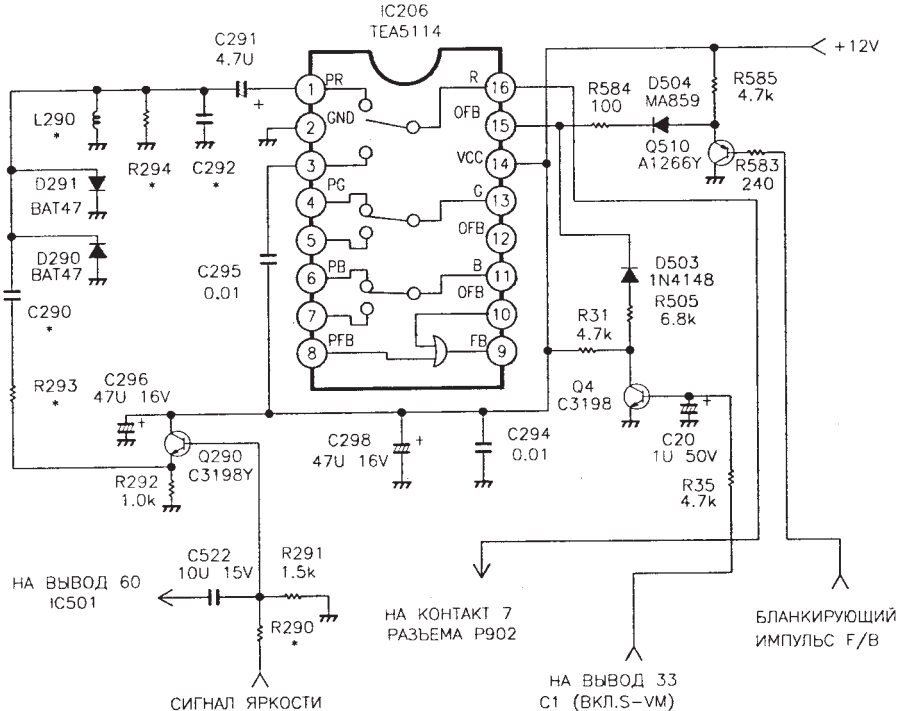 IC206
TEA5114
C291
4.7U
+12V
PR
R
1
16
OFB
R584
100
D504
MA859
R585
4.7k
L290
*
GND
2
15
R294
*
C292
*
VCC
3
14
Q510
A1266Y
R583
240
D291
BAT47
PG
G
4
13
OFB
5
12
D290
BAT47
C295
0.01
PB
B
6
11
OFB
D503
1N4148
R505
6.8k
C290
*
7
10
R31
4.7k
PFB
FB
8
9
R293
*
C296
47U 16V
Q4
C3198
Q290
C3198Y
C298
47U 16V
C294
0.01
C20
1U 50V
R292
1.0k
R35
4.7k
C522
10U 15V
R291
1.5k
НА ВЫВОД 60
IC501
R290
*
НА КОНТАКТ 7
РАЗЪЕМА P902
БЛАНКИРУЮЩИЙ
ИМПУЛЬС F/B
СИГНАЛ ЯРКОСТИ
НА ВЫВОД 33
C1 (ВКЛ.S-VM)